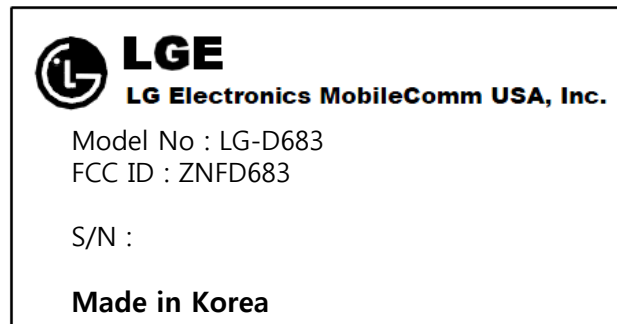 LGE
LG Electronics MobileComm USA, Inc.
Model No : LG-D683
FCC ID : ZNFD683
S/N :
Made in Korea